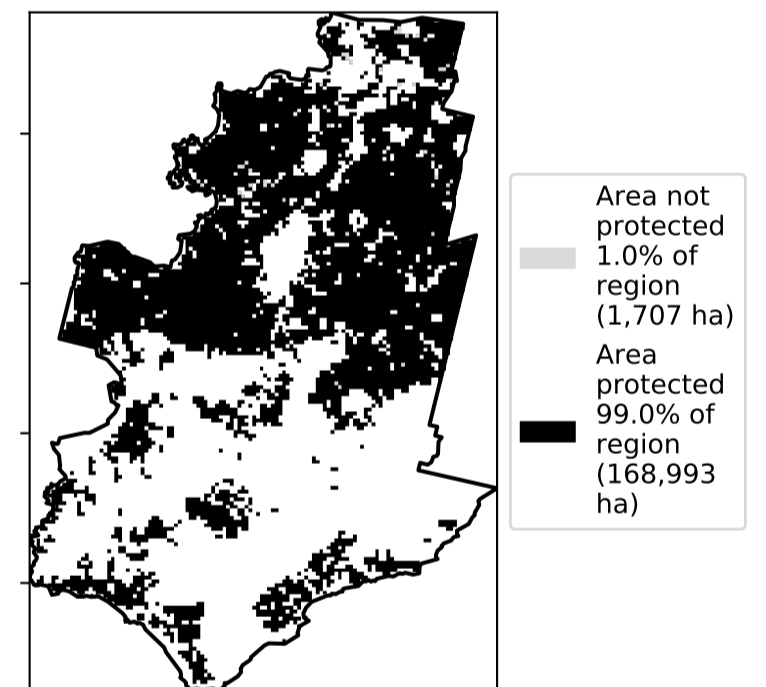 Area not
protected
1.0% of
region
(1,707 ha)
Area
protected
99.0% of
region
(168,993
ha)